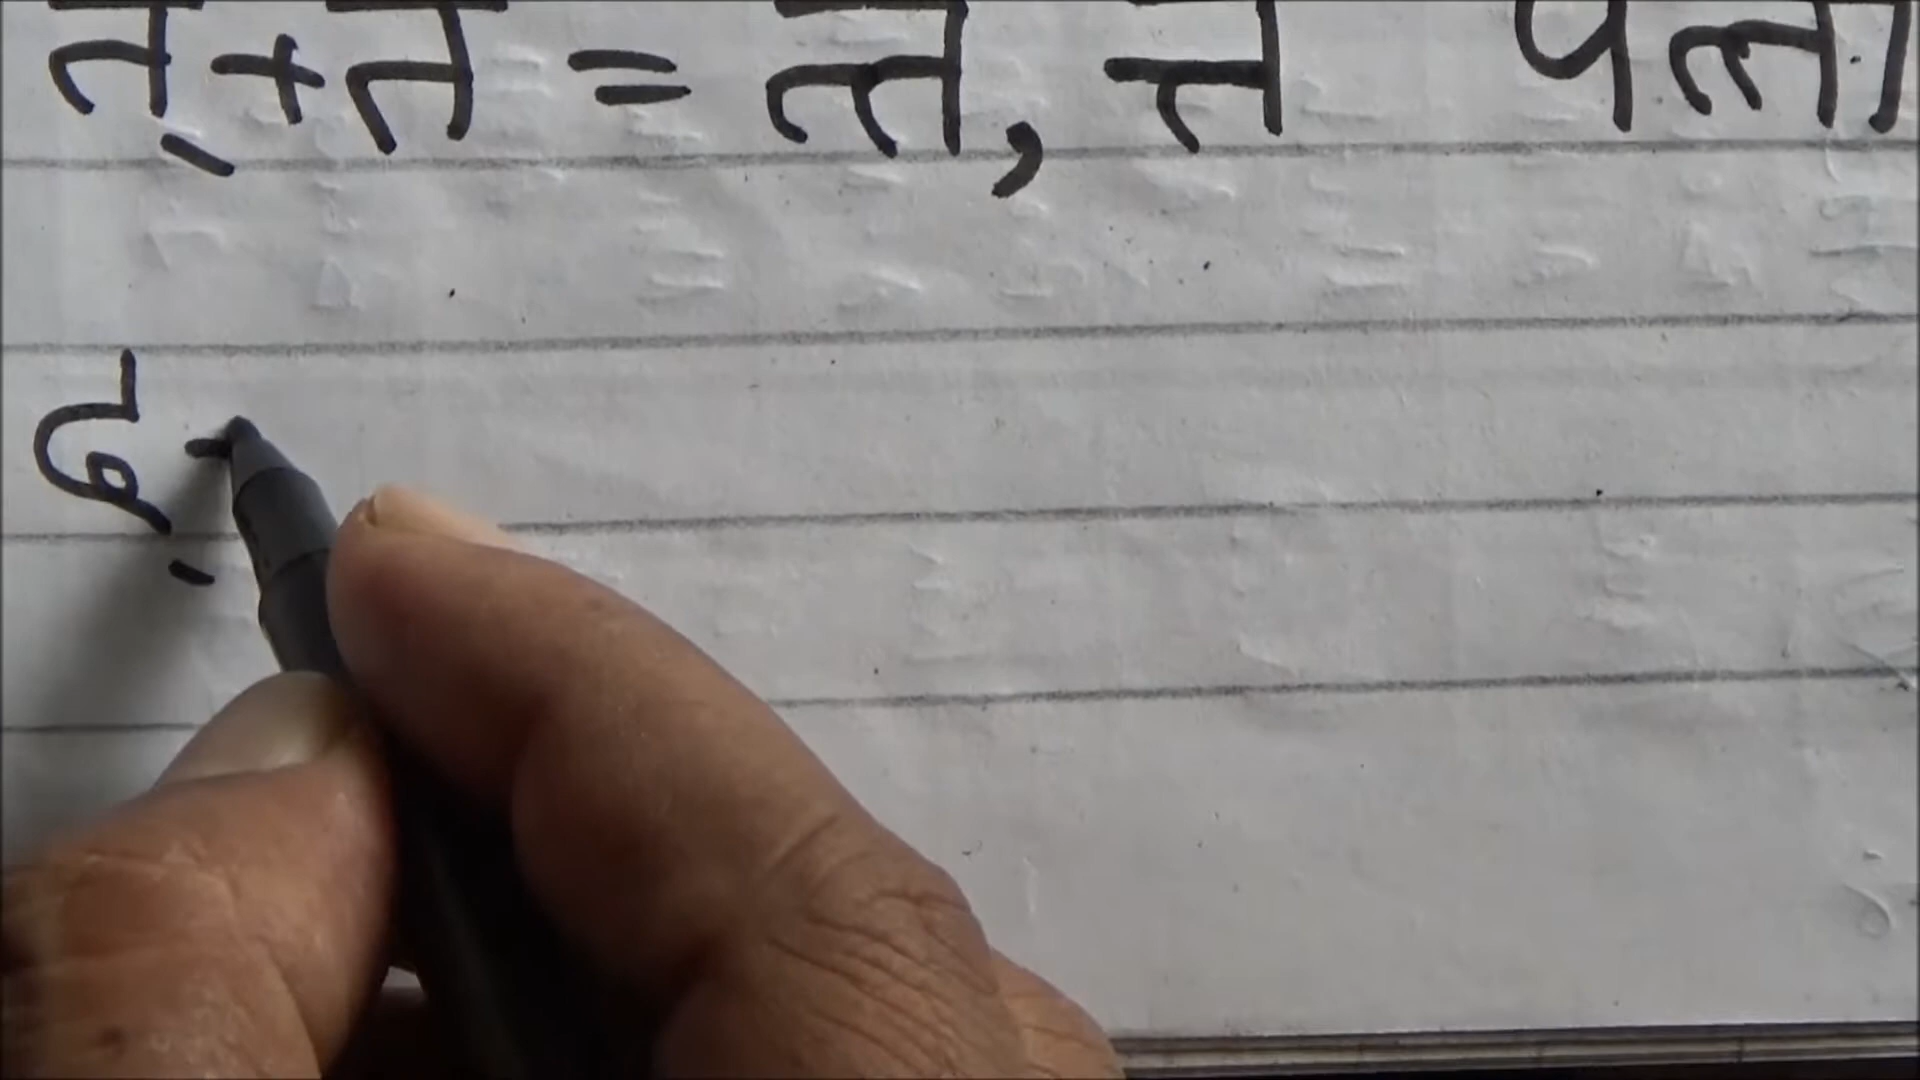 त् + त = त्त, त्त पत्ता
द्